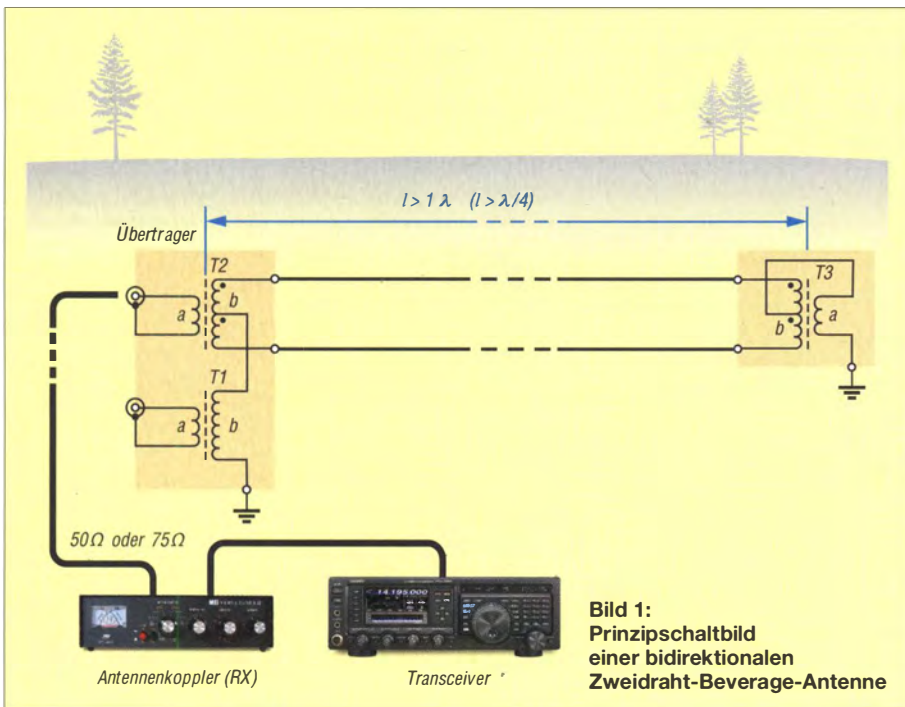 l > 1 λ (l > λ/4)
Übertrager
T2
b
a
T3
b
a
T1
a
b
50Ω oder 75Ω
14.195.000
Antennenkoppler (RX)
Transceiver
Bild 1:
Prinzipschaltbild
einer bidirektionalen
Zweidraht-Beverage-Antenne